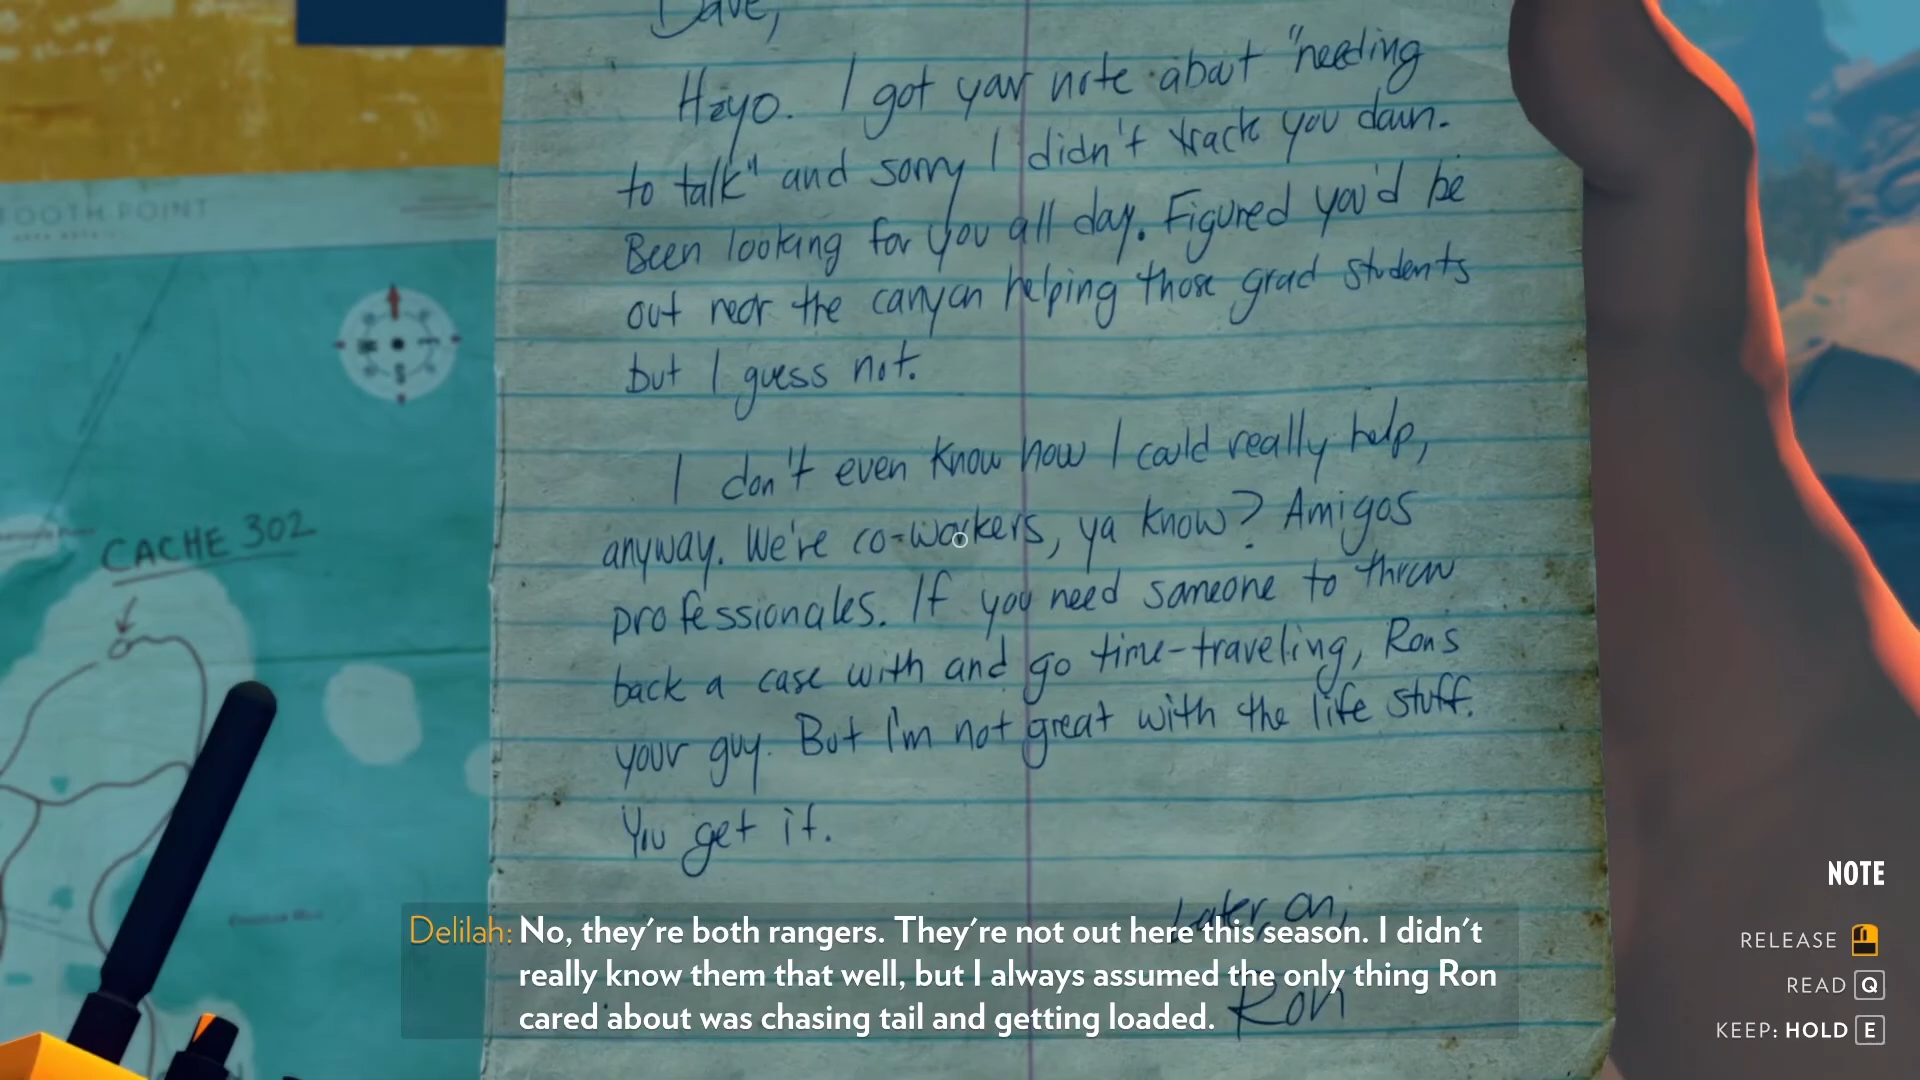 Dave,
Heyo. I got your note about "needing
to talk" and sorry I didn't track you down.
Been looking for you all day. Figured you'd be
out near the canyon helping those grad students
but I guess not.
I don't even know how I could really help,
anyway. We're co-workers, ya know? Amigos
professionales. If you need someone to throw
back a case with and go time-traveling, Rons
your guy. But I'm not great with the life stuff.
You get it.
Later on,
Ron
TOOTH POINT
CACHE 302
S
Delilah: No, they're both rangers. They're not out here this season. I didn't
really know them that well, but I always assumed the only thing Ron
cared about was chasing tail and getting loaded.
NOTE
RELEASE
READ Q
KEEP: HOLD E